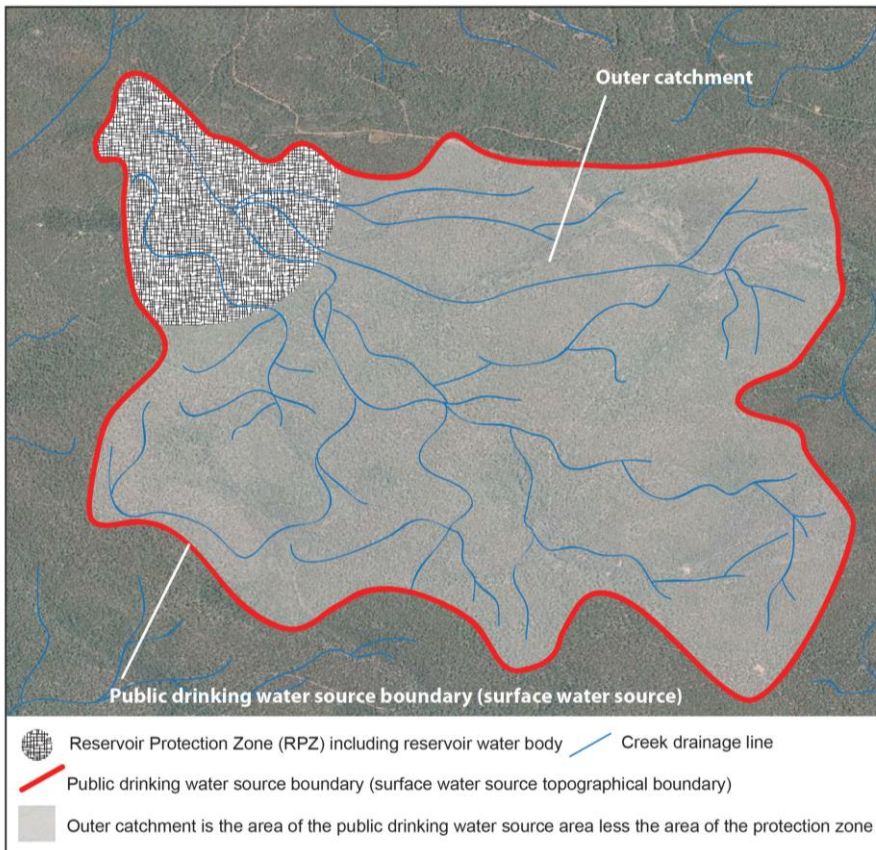 Outer catchment
Public drinking water source boundary (surface water source)
Reservoir Protection Zone (RPZ) including reservoir water body
Creek drainage line
Public drinking water source boundary (surface water source topographical boundary)
Outer catchment is the area of the public drinking water source area less the area of the protection zone